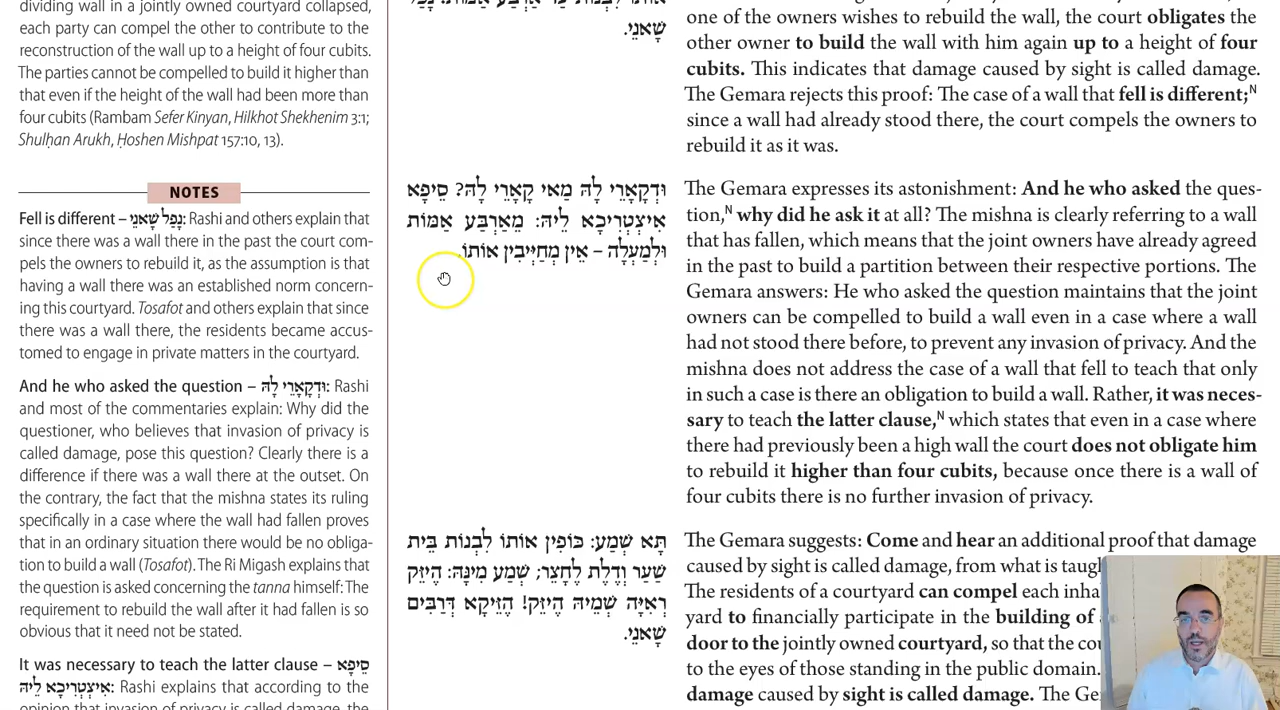 dividing wall in a jointly owned courtyard collapsed,
each party can compel the other to contribute to the
reconstruction of the wall up to a height of four cubits.
The parties cannot be compelled to build it higher than
that even if the height of the wall had been more than
four cubits (Rambam Sefer Kinyan, Hilkhot Shekhenim 3:1;
Shulḥan Arukh, Ḥoshen Mishpat 157:10, 13).
NOTES
Fell is different – נָפַל שָׁאנֵי: Rashi and others explain that
since there was a wall there in the past the court com-
pels the owners to rebuild it, as the assumption is that
having a wall there was an established norm concern-
ing this courtyard. Tosafot and others explain that since
there was a wall there, the residents became accus-
tomed to engage in private matters in the courtyard.
And he who asked the question – וּדְקָאָרֵי לָהּ: Rashi
and most of the commentaries explain: Why did the
questioner, who believes that invasion of privacy is
called damage, pose this question? Clearly there is a
difference if there was a wall there at the outset. On
the contrary, the fact that the mishna states its ruling
specifically in a case where the wall had fallen proves
that in an ordinary situation there would be no obliga-
tion to build a wall (Tosafot). The Ri Migash explains that
the question is asked concerning the tanna himself: The
requirement to rebuild the wall after it had fallen is so
obvious that it need not be stated.
It was necessary to teach the latter clause – סֵיפָא
אִיצְטְרִיכָא לֵיהּ: Rashi explains that according to the
opinion that invasion of privacy is called damage, the
שָׁאנֵי.
וּדְקָאָרֵי לָהּ מַאי קָאָרֵי לָהּ? סֵיפָא
אִיצְטְרִיכָא לֵיהּ: מֵאַרְבַּע אַמּוֹת
וּלְמַעְלָה – אֵין מְחַיְּיבִין אוֹתוֹ.
תָּא שְׁמַע: כּוֹפִין אוֹתוֹ לִבְנוֹת בֵּית
שַׁעַר וְדֶלֶת לֶחָצֵר; שְׁמַע מִינָּהּ: הֶיזֵּק
רְאִיָּה שְׁמֵיהּ הֶיזֵּק! הֶזֵּיקָא דְּרַבִּים
שָׁאנֵי.
one of the owners wishes to rebuild the wall, the court obligates the
other owner to build the wall with him again up to a height of four
cubits. This indicates that damage caused by sight is called damage.
The Gemara rejects this proof: The case of a wall that fell is different;N
since a wall had already stood there, the court compels the owners to
rebuild it as it was.
The Gemara expresses its astonishment: And he who asked the ques-
tion,N why did he ask it at all? The mishna is clearly referring to a wall
that has fallen, which means that the joint owners have already agreed
in the past to build a partition between their respective portions. The
Gemara answers: He who asked the question maintains that the joint
owners can be compelled to build a wall even in a case where a wall
had not stood there before, to prevent any invasion of privacy. And the
mishna does not address the case of a wall that fell to teach that only
in such a case is there an obligation to build a wall. Rather, it was neces-
sary to teach the latter clause,N which states that even in a case where
there had previously been a high wall the court does not obligate him
to rebuild it higher than four cubits, because once there is a wall of
four cubits there is no further invasion of privacy.
The Gemara suggests: Come and hear an additional proof that damage
caused by sight is called damage, from what is taug
The residents of a courtyard can compel each inha
yard to financially participate in the building of
door to the jointly owned courtyard, so that the cou
to the eyes of those standing in the public domain.
damage caused by sight is called damage. The Ge